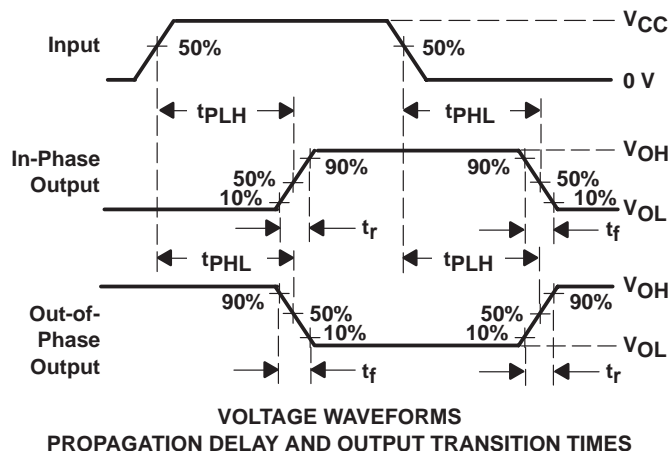 VCC
Input
50%
50%
0 V
tPLH
tPHL
In-Phase
Output
VOH
90%
90%
50%
50%
10%
10%
VOL
tr
tf
tPHL
tPLH
Out-of-
Phase
Output
VOH
90%
90%
50%
50%
10%
10%
VOL
tf
tr
VOLTAGE WAVEFORMS
PROPAGATION DELAY AND OUTPUT TRANSITION TIMES